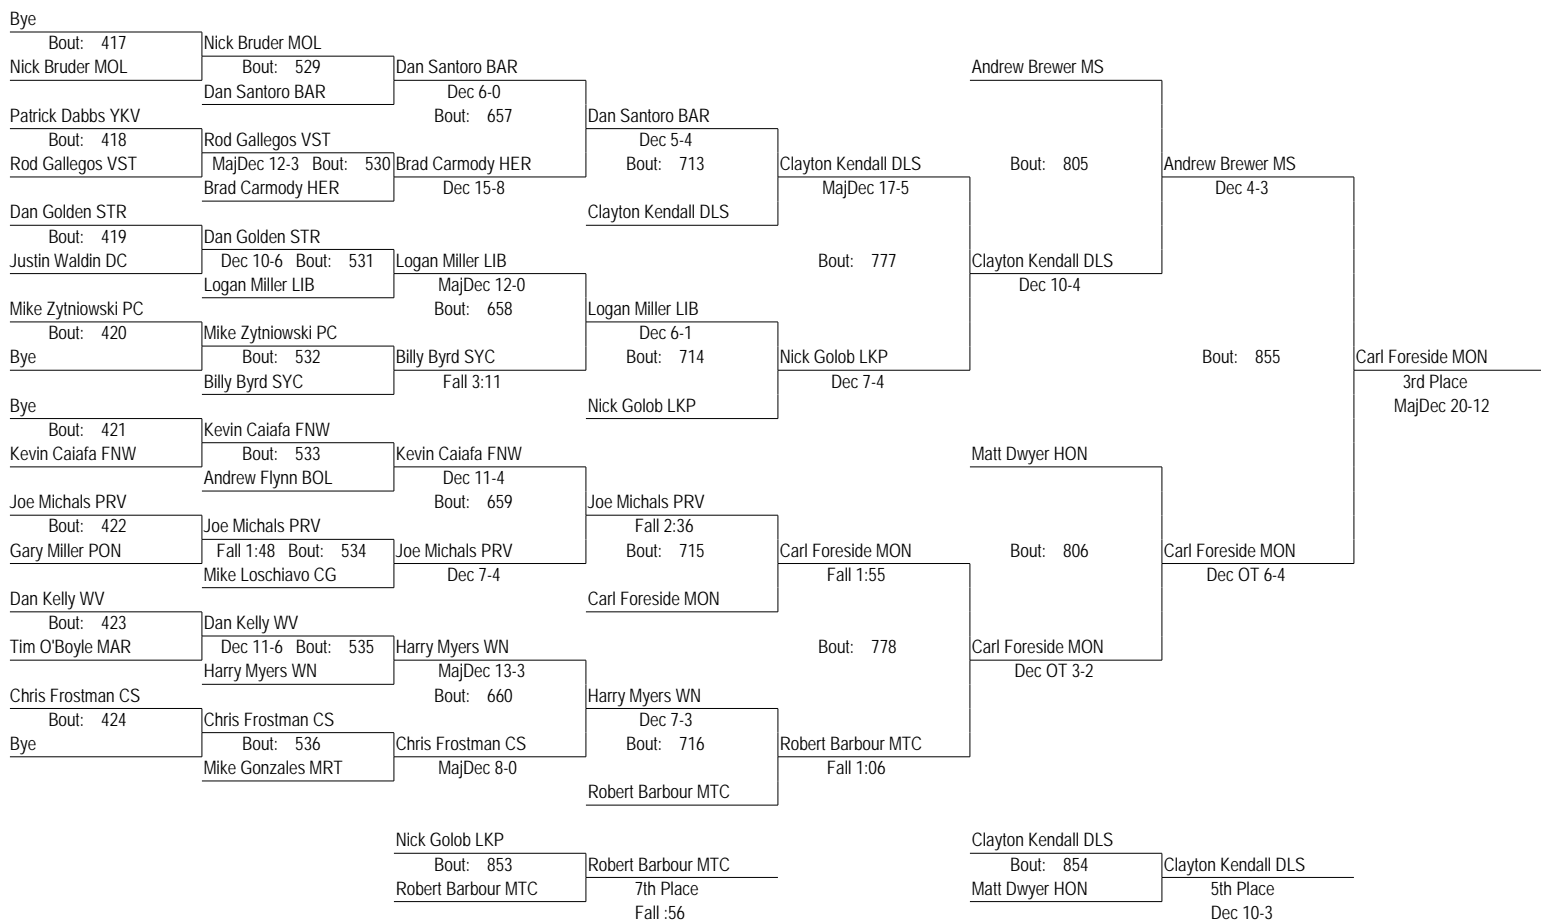 Bye
Bout: 417 Nick Bruder MOL
Nick Bruder MOL Bout: 529 Dan Santoro BAR Andrew Brewer MS
Dan Santoro BAR Dec 6-0
Patrick Dabbs YKV Bout: 657 Dan Santoro BAR
Bout: 418 Rod Gallegos VST Dec 5-4
Rod Gallegos VST MajDec 12-3 Bout: 530 Brad Carmody HER Bout: 713 Clayton Kendall DLS Bout: 805 Andrew Brewer MS
Brad Carmody HER Dec 15-8 MajDec 17-5 Dec 4-3
Dan Golden STR Clayton Kendall DLS
Bout: 419 Dan Golden STR
Justin Waldin DC Dec 10-6 Bout: 531 Logan Miller LIB Bout: 777 Clayton Kendall DLS
Logan Miller LIB MajDec 12-0 Dec 10-4
Mike Zytniowski PC Bout: 658 Logan Miller LIB
Bout: 420 Mike Zytniowski PC Dec 6-1
Bye Bout: 532 Billy Byrd SYC Bout: 714 Nick Golob LKP Bout: 855 Carl Foreside MON
Billy Byrd SYC Fall 3:11 Dec 7-4 3rd Place
Bye Nick Golob LKP MajDec 20-12
Bout: 421 Kevin Caiafa FNW
Kevin Caiafa FNW Bout: 533 Kevin Caiafa FNW Matt Dwyer HON
Andrew Flynn BOL Dec 11-4
Joe Michals PRV Bout: 659 Joe Michals PRV
Bout: 422 Joe Michals PRV Fall 2:36
Gary Miller PON Fall 1:48 Bout: 534 Joe Michals PRV Bout: 715 Carl Foreside MON Bout: 806 Carl Foreside MON
Mike Loschiavo CG Dec 7-4 Fall 1:55 Dec OT 6-4
Dan Kelly WV Carl Foreside MON
Bout: 423 Dan Kelly WV
Tim O'Boyle MAR Dec 11-6 Bout: 535 Harry Myers WN Bout: 778 Carl Foreside MON
Harry Myers WN MajDec 13-3 Dec OT 3-2
Chris Frostman CS Bout: 660 Harry Myers WN
Bout: 424 Chris Frostman CS Dec 7-3
Bye Bout: 536 Chris Frostman CS Bout: 716 Robert Barbour MTC
Mike Gonzales MRT MajDec 8-0 Fall 1:06
Robert Barbour MTC
Nick Golob LKP Clayton Kendall DLS
Bout: 853 Robert Barbour MTC Bout: 854 Clayton Kendall DLS
Robert Barbour MTC 7th Place Matt Dwyer HON 5th Place
Fall :56 Dec 10-3